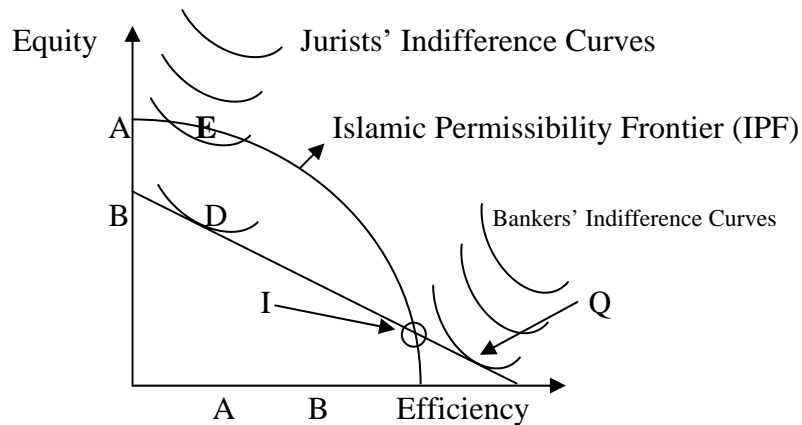 Equity
Jurists' Indifference Curves
A
E
Islamic Permissibility Frontier (IPF)
B
D
Bankers' Indifference Curves
I
Q
A
B
Efficiency